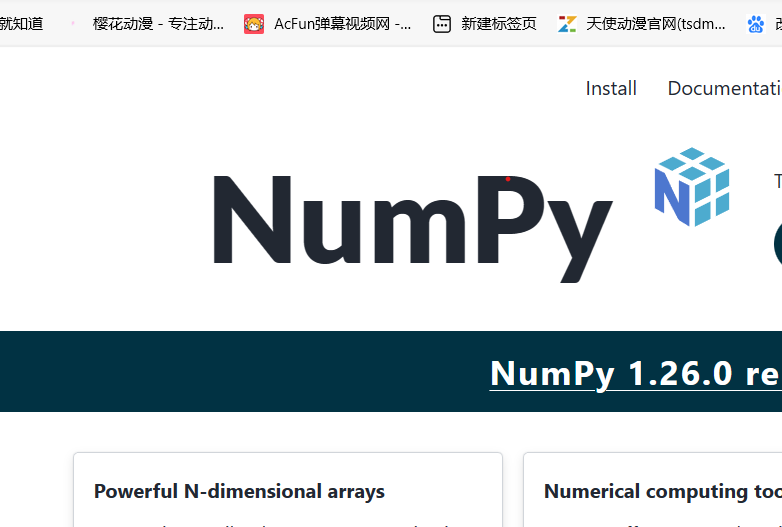 就知道 樱花动漫 - 专注动... AcFun弹幕视频网 -... 新建标签页 天使动漫官网(tsdm...
Install Documentati
NumPy
NumPy 1.26.0 re
Powerful N-dimensional arrays Numerical computing too